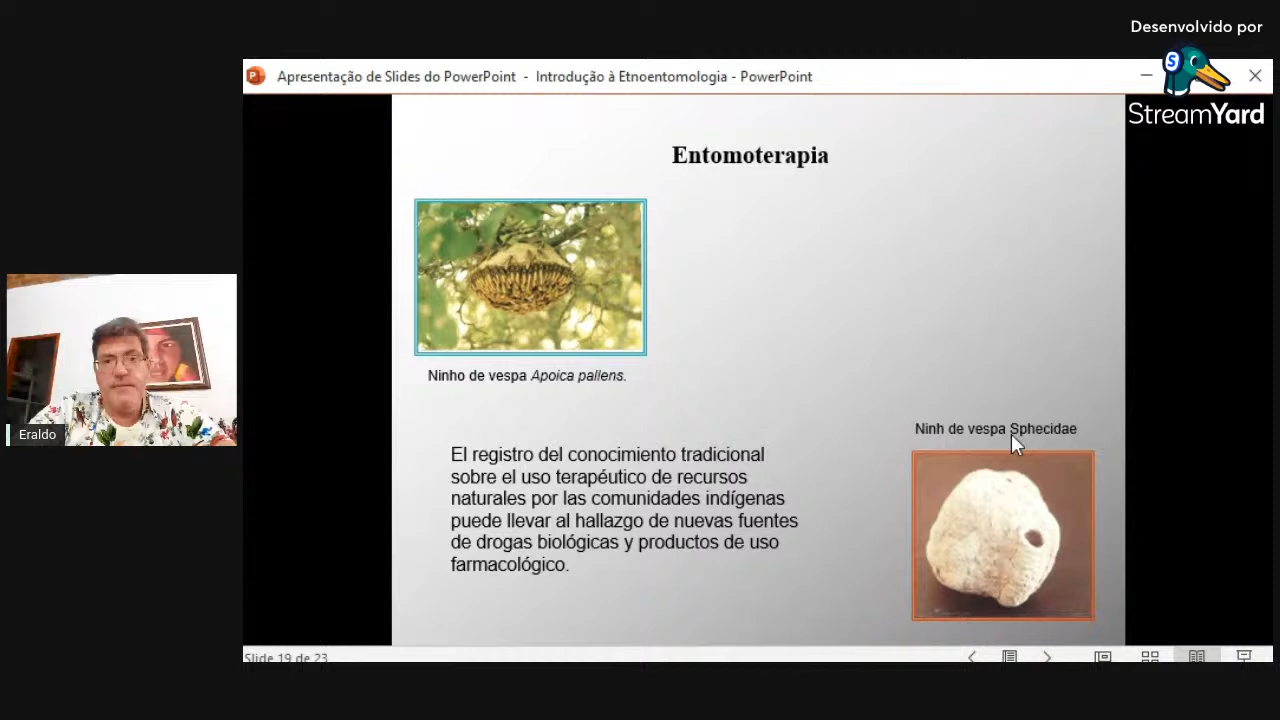 Desenvolvido por
StreamYard
Apresentação de Slides do PowerPoint - Introdução à Etnoentomologia - PowerPoint
Entomoterapia
Ninho de vespa Apoica pallens.
Ninh de vespa Sphecidae
El registro del conocimiento tradicional
sobre el uso terapéutico de recursos
naturales por las comunidades indígenas
puede llevar al hallazgo de nuevas fuentes
de drogas biológicas y productos de uso
farmacológico.
Eraldo
Slide 19 de 23